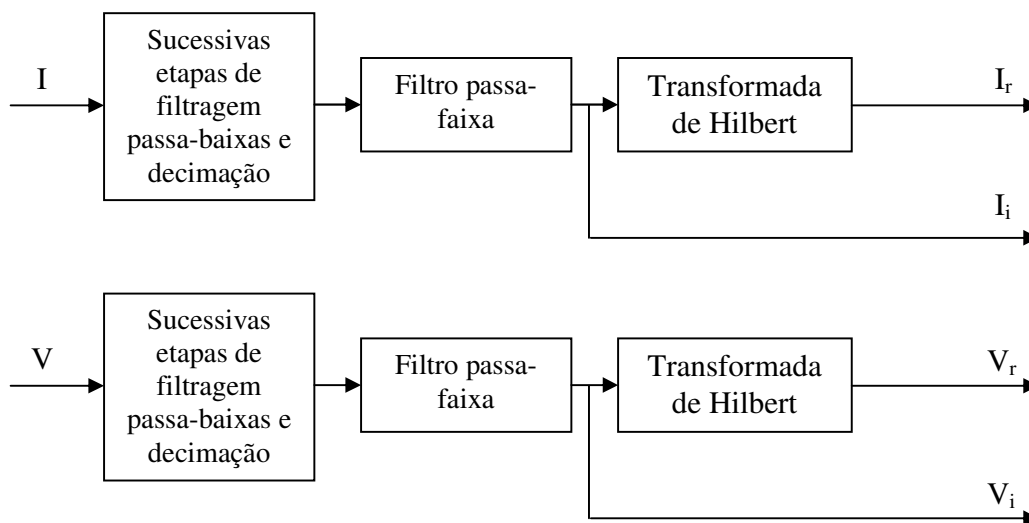 I
Sucessivas
etapas de
filtragem
passa-baixas e
decimação
Filtro passa-
faixa
Transformada
de Hilbert
Ir
Ii
V
Sucessivas
etapas de
filtragem
passa-baixas e
decimação
Filtro passa-
faixa
Transformada
de Hilbert
Vr
Vi